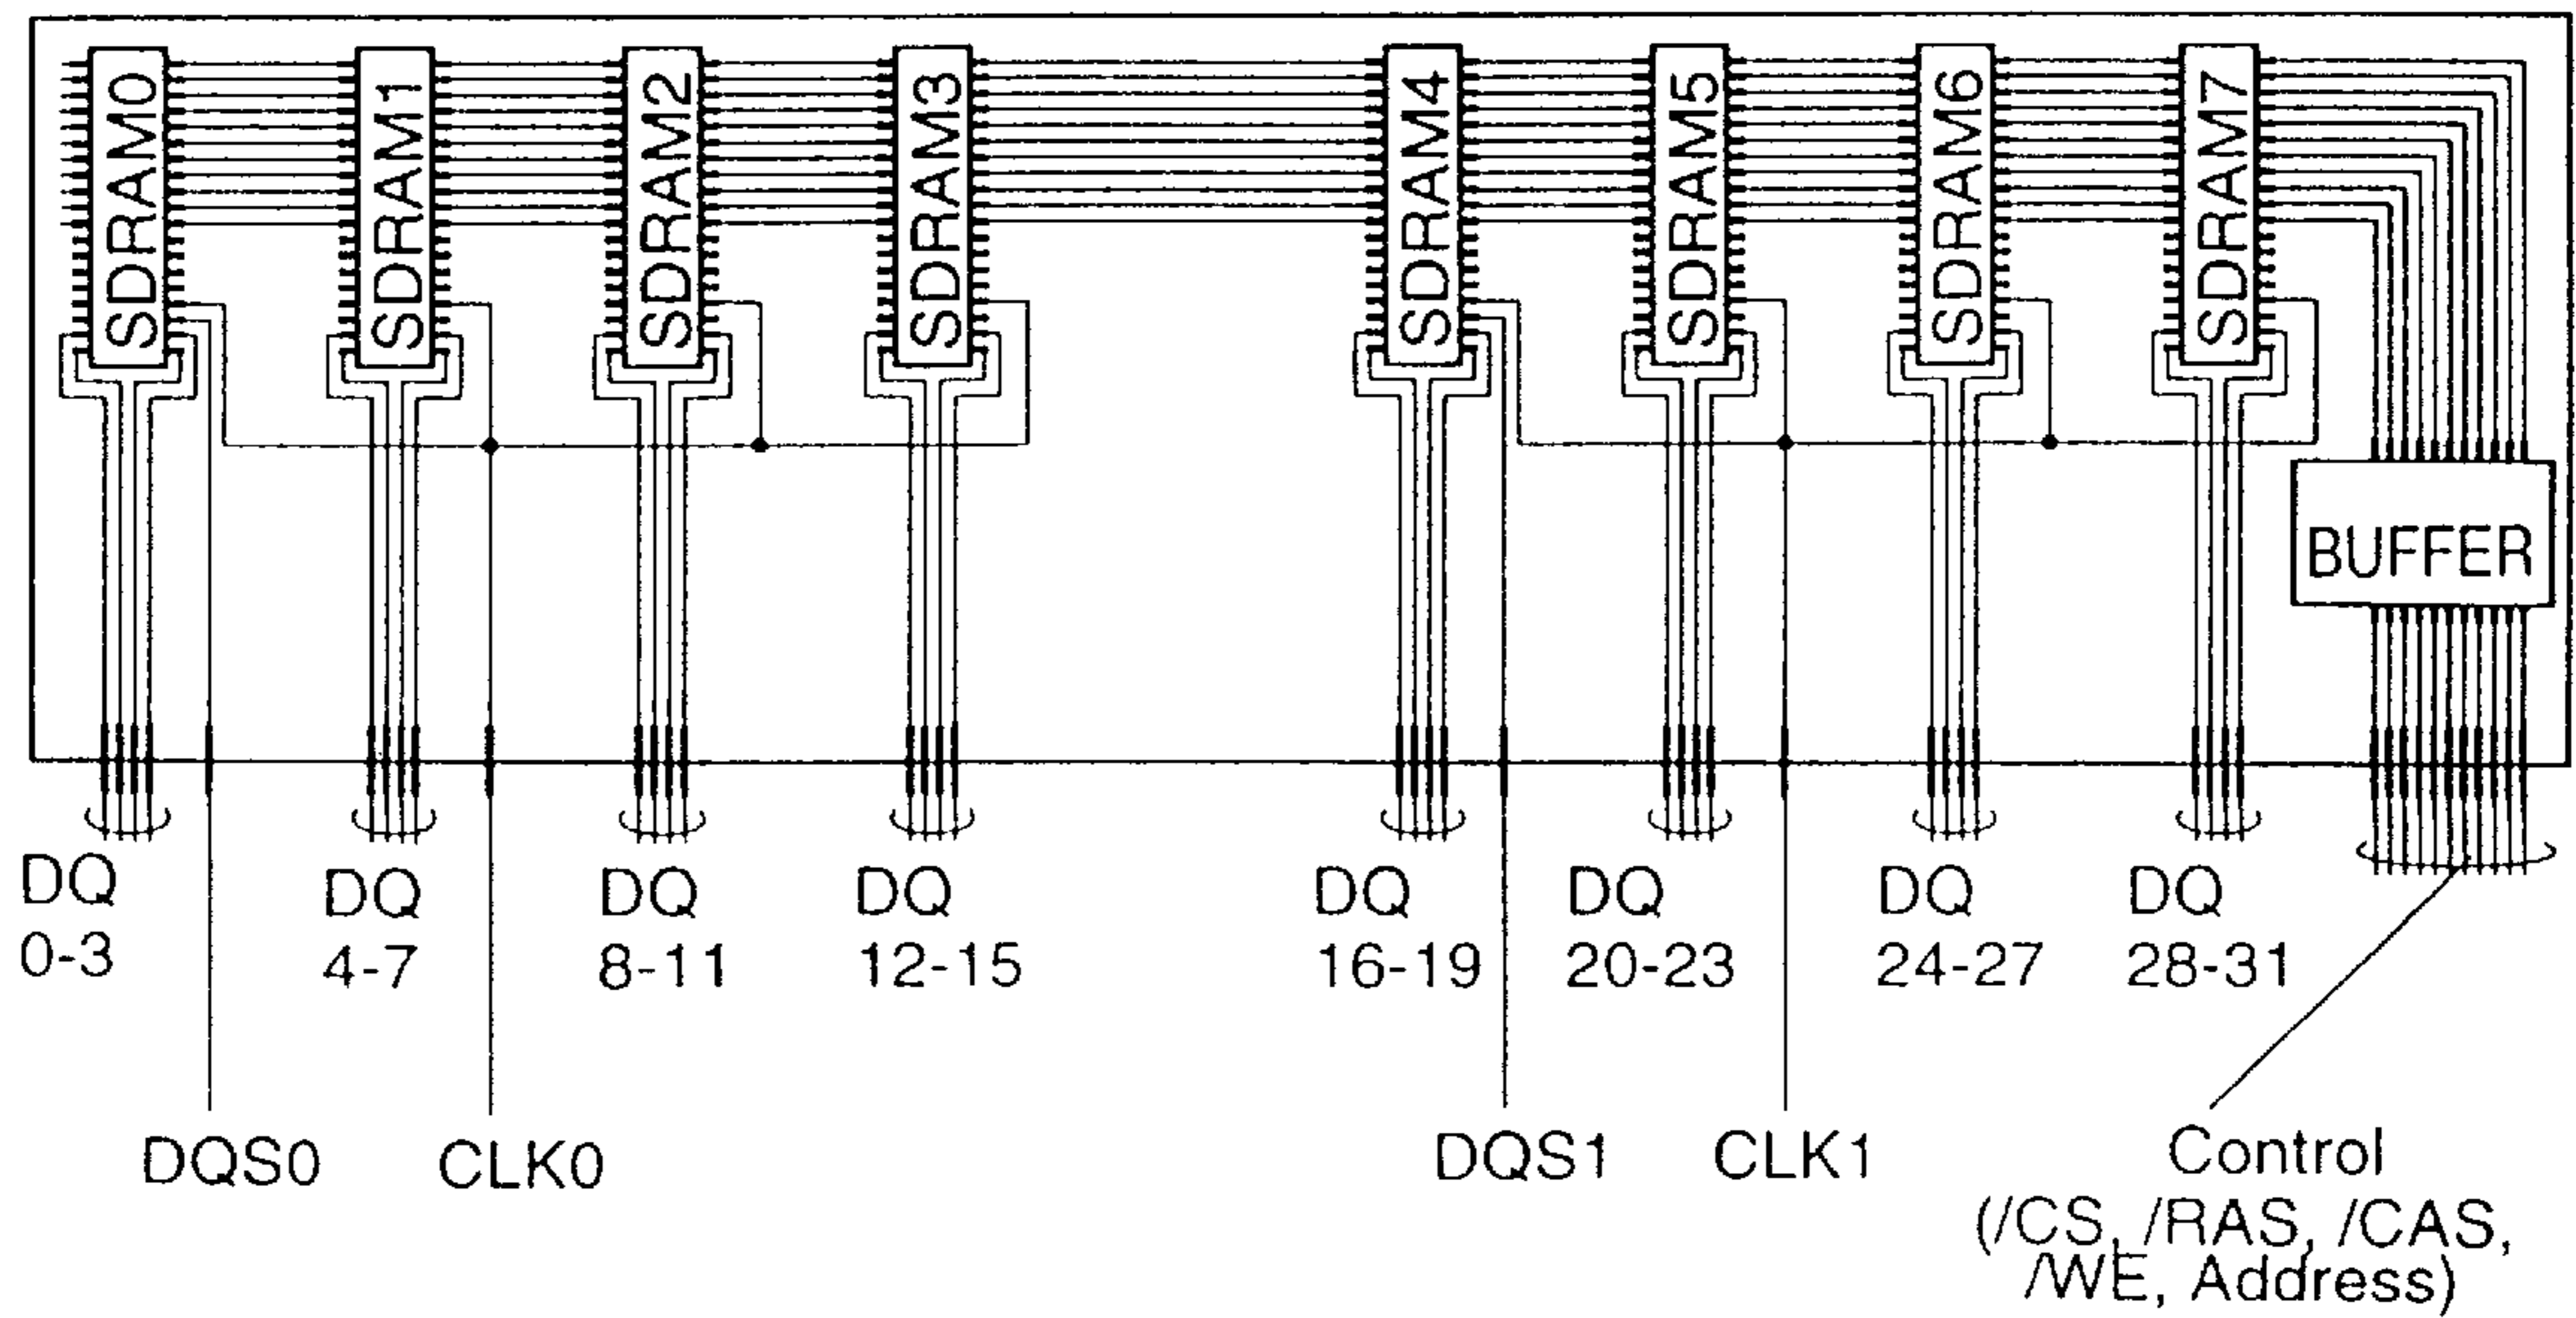 SDRAM0
SDRAM1
SDRAM2
SDRAM3
SDRAM4
SDRAM5
SDRAM6
SDRAM7
BUFFER
DQ
0-3
DQ
4-7
DQ
8-11
DQ
12-15
DQ
16-19
DQ
20-23
DQ
24-27
DQ
28-31
DQS0
CLK0
DQS1
CLK1
Control
(/CS, /RAS, /CAS,
/WE, Address)